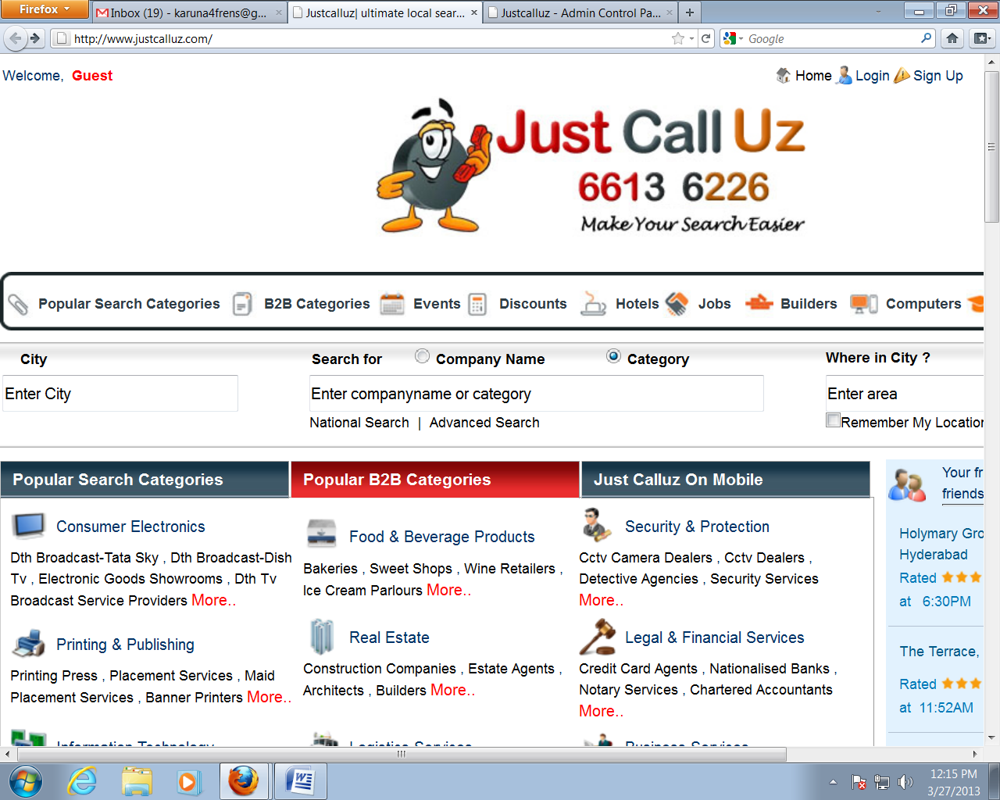 Firefox
Inbox (19) - karuna4frens@g...
Justcalluz| ultimate local sear...
Justcalluz - Admin Control Pa...
http://www.justcalluz.com/
Google
Welcome, Guest
Home Login Sign Up
Just Call Uz
6613 6226
Make Your Search Easier
Popular Search Categories B2B Categories Events Discounts Hotels Jobs Builders Computers
City Search for Company Name Category Where in City ?
Enter City Enter companyname or category Enter area
National Search | Advanced Search Remember My Location
Popular Search Categories Popular B2B Categories Just Calluz On Mobile
Consumer Electronics
Dth Broadcast-Tata Sky , Dth Broadcast-Dish
Tv , Electronic Goods Showrooms , Dth Tv
Broadcast Service Providers More..
Printing & Publishing
Printing Press , Placement Services , Maid
Placement Services , Banner Printers More..
Information Technology
Food & Beverage Products
Bakeries , Sweet Shops , Wine Retailers ,
Ice Cream Parlours More..
Real Estate
Construction Companies , Estate Agents ,
Architects , Builders More..
Logistics Services
Security & Protection
Cctv Camera Dealers , Cctv Dealers ,
Detective Agencies , Security Services
More..
Legal & Financial Services
Credit Card Agents , Nationalised Banks ,
Notary Services , Chartered Accountants
More..
Business Services
Your fr
friends
Holymary Gro
Hyderabad
Rated
at 6:30PM
The Terrace,
Rated
at 11:52AM
12:15 PM
3/27/2013